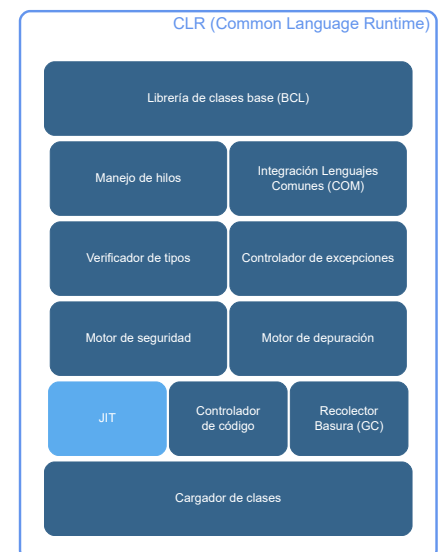 CLR (Common Language Runtime)
Librería de clases base (BCL)
Manejo de hilos
Integración Lenguajes
Comunes (COM)
Verificador de tipos
Controlador de excepciones
Motor de seguridad
Motor de depuración
JIT
Controlador
de código
Recolector
Basura (GC)
Cargador de clases